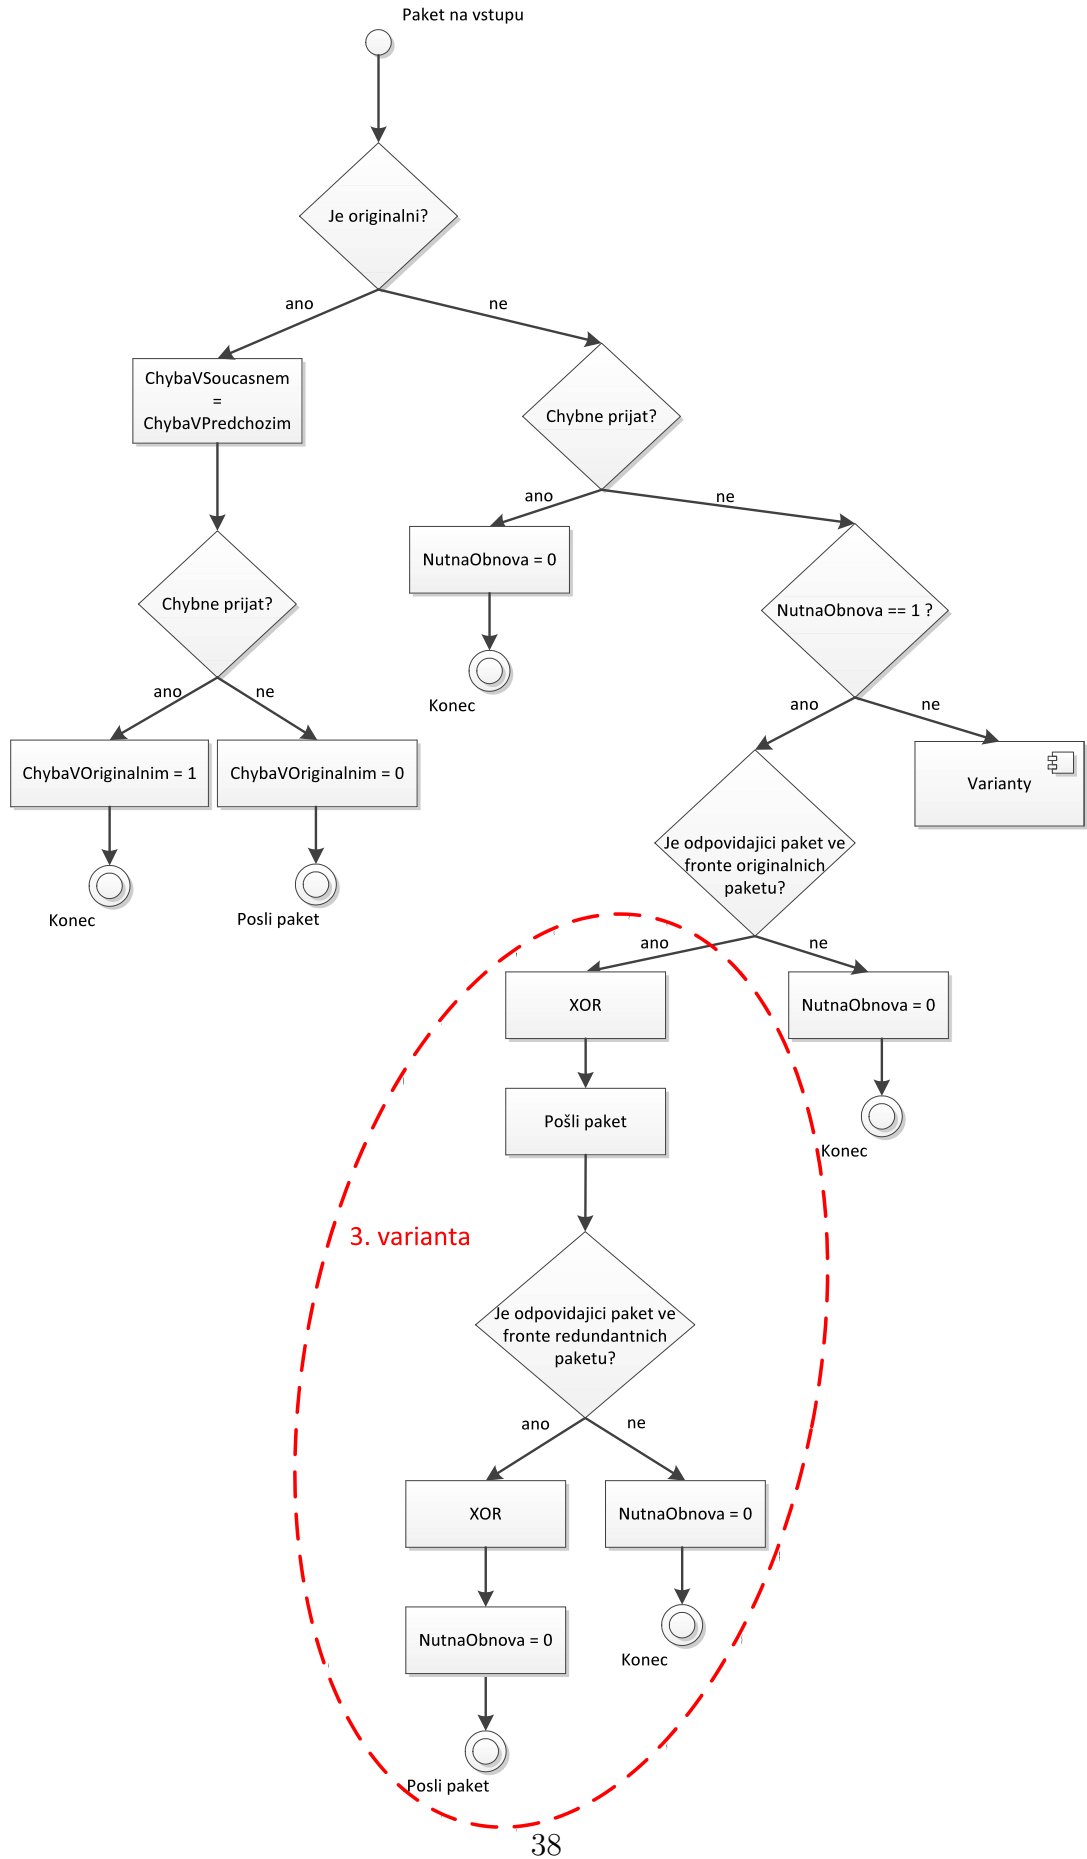 Paket na vstupu
Je originalni?
ano
ne
ChybaVSoucasnem
=
ChybaVPredchozim
Chybne prijat?
ano
ne
NutnaObnova = 0
Konec
NutnaObnova == 1 ?
Chybne prijat?
ano
ne
ChybaVOriginalnim = 1
ChybaVOriginalnim = 0
Konec
Posli paket
ano
ne
Varianty
Je odpovidajici paket ve
fronte originalnich
paketu?
ano
ne
XOR
NutnaObnova = 0
Konec
Pošli paket
3. varianta
Je odpovidajici paket ve
fronte redundantnich
paketu?
ano
ne
XOR
NutnaObnova = 0
NutnaObnova = 0
Konec
Posli paket
38